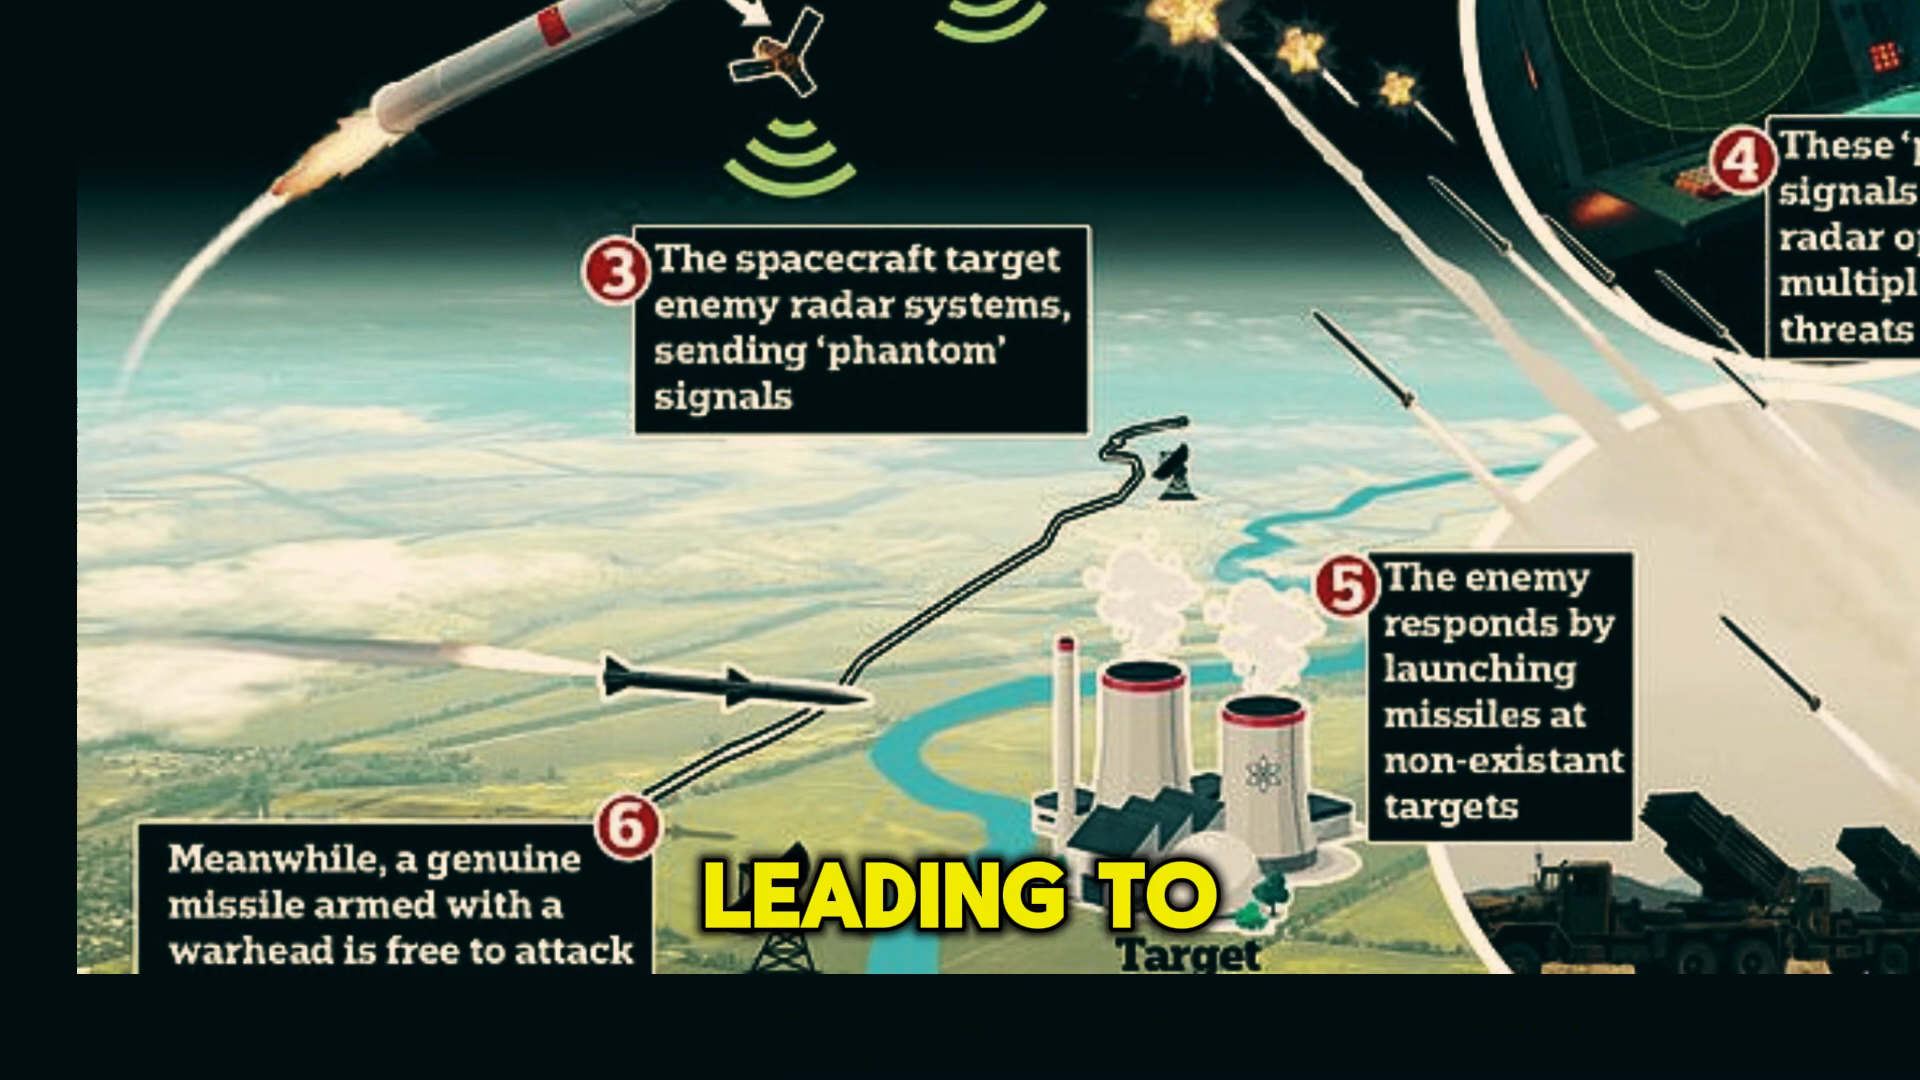 3
The spacecraft target
enemy radar systems,
sending ‘phantom’
signals
4
These ‘
signals
radar
threats
5
The enemy
responds by
launching
missiles at
non-existant
targets
6
Meanwhile, a genuine
missile armed with a
warhead is free to attack
LEADING TO
Target